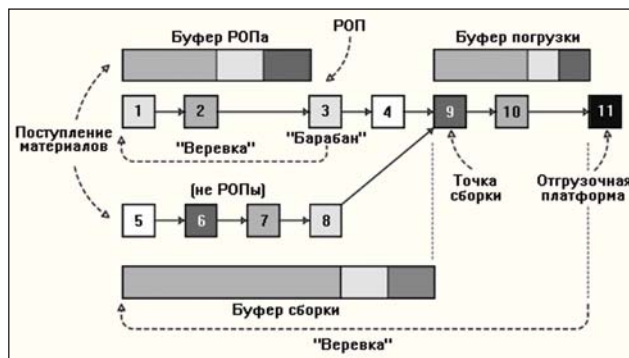 Буфер РОПа
РОП
Буфер погрузки
1
2
3
4
9
10
11
Поступление
материалов
"Веревка"
"Барабан"
(не РОПы)
Точка
сборки
Отгрузочная
платформа
5
6
7
8
Буфер сборки
"Веревка"